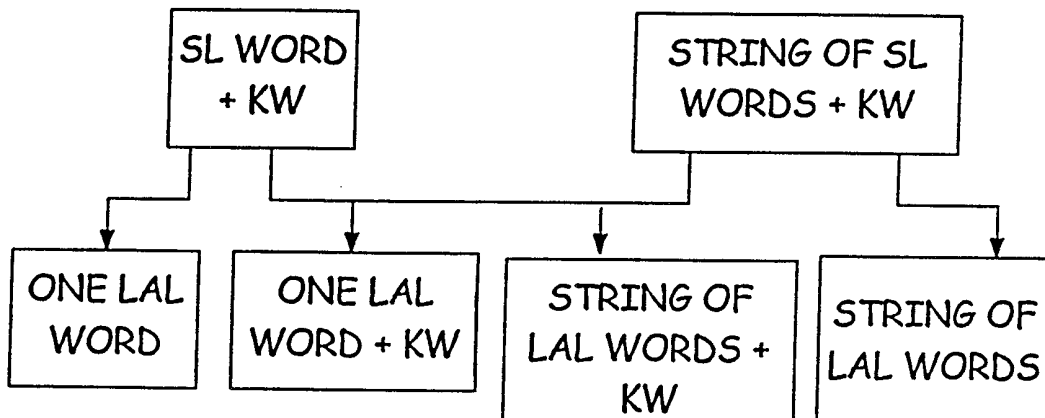 SL WORD
+ KW
STRING OF SL
WORDS + KW
ONE LAL
WORD
ONE LAL
WORD + KW
STRING OF
LAL WORDS +
KW
STRING OF
LAL WORDS